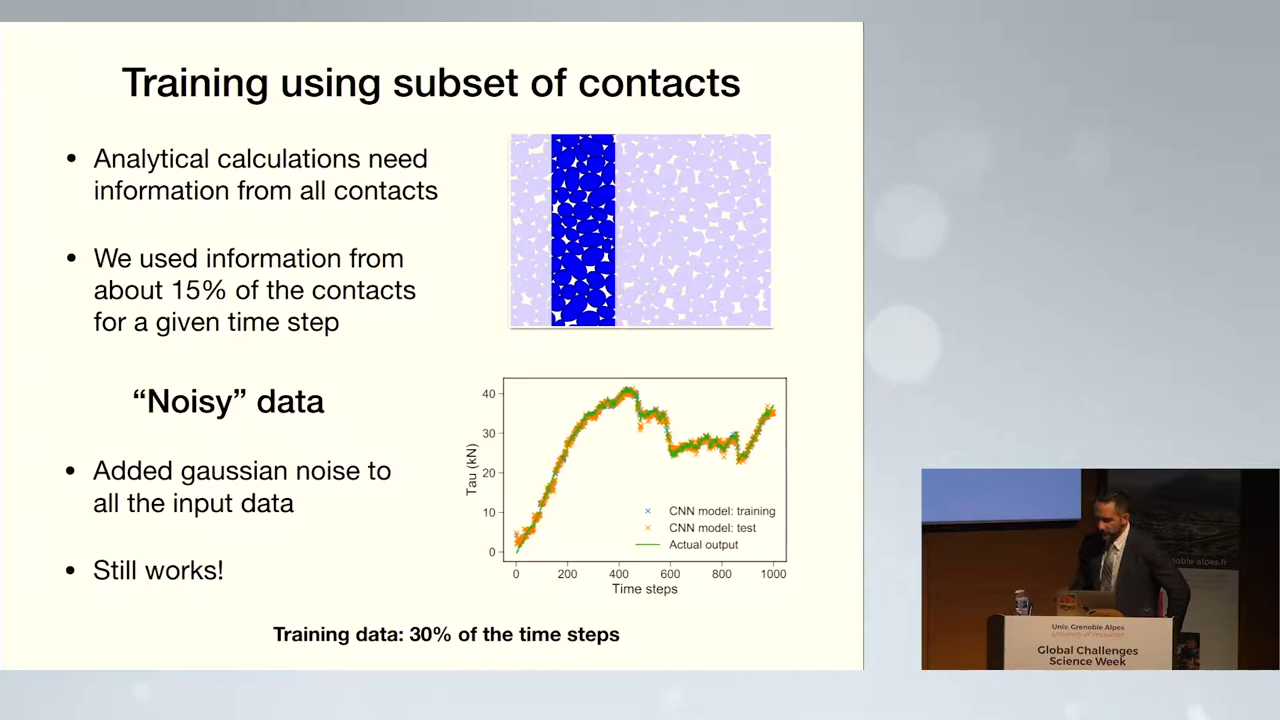 Training using subset of contacts
• Analytical calculations need
information from all contacts
• We used information from
about 15% of the contacts
for a given time step
“Noisy” data
• Added gaussian noise to
all the input data
• Still works!
40
30
20
10
0
Tau (kN)
CNN model: training
CNN model: test
Actual output
0 200 400 600 800 1000
Time steps
Training data: 30% of the time steps
noble-alpes.fr
Univ. Grenoble Alpes
Global Challenges
Science Week